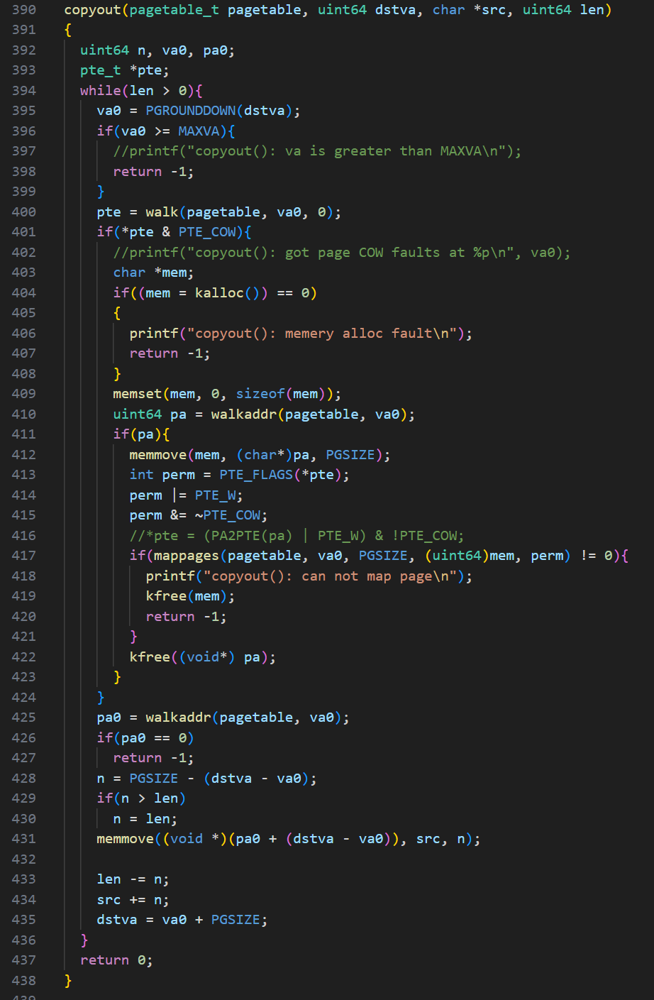 390 copyout(pagetable_t pagetable, uint64 dstva, char *src, uint64 len)
391 {
392   uint64 n, va0, pa0;
393   pte_t *pte;
394   while(len > 0){
395     va0 = PGROUNDDOWN(dstva);
396     if(va0 >= MAXVA){
397       //printf("copyout(): va is greater than MAXVA\n");
398       return -1;
399     }
400     pte = walk(pagetable, va0, 0);
401     if(*pte & PTE_COW){
402       //printf("copyout(): got page COW faults at %p\n", va0);
403       char *mem;
404       if((mem = kalloc()) == 0)
405       {
406         printf("copyout(): memery alloc fault\n");
407         return -1;
408       }
409       memset(mem, 0, sizeof(mem));
410       uint64 pa = walkaddr(pagetable, va0);
411       if(pa){
412         memmove(mem, (char*)pa, PGSIZE);
413         int perm = PTE_FLAGS(*pte);
414         perm |= PTE_W;
415         perm &= ~PTE_COW;
416         //*pte = (PA2PTE(pa) | PTE_W) & !PTE_COW;
417         if(mappages(pagetable, va0, PGSIZE, (uint64)mem, perm) != 0){
418           printf("copyout(): can not map page\n");
419           kfree(mem);
420           return -1;
421         }
422         kfree((void*) pa);
423       }
424     }
425     pa0 = walkaddr(pagetable, va0);
426     if(pa0 == 0)
427       return -1;
428     n = PGSIZE - (dstva - va0);
429     if(n > len)
430       n = len;
431     memmove((void *)(pa0 + (dstva - va0)), src, n);
432
433     len -= n;
434     src += n;
435     dstva = va0 + PGSIZE;
436   }
437   return 0;
438 }
439